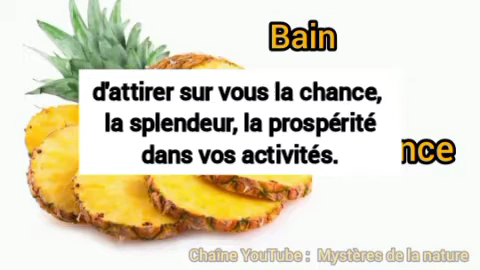 Bain
d'attirer sur vous la chance,
la splendeur, la prospérité
dans vos activités.
nce
Chaîne YouTube : Mystères de la nature